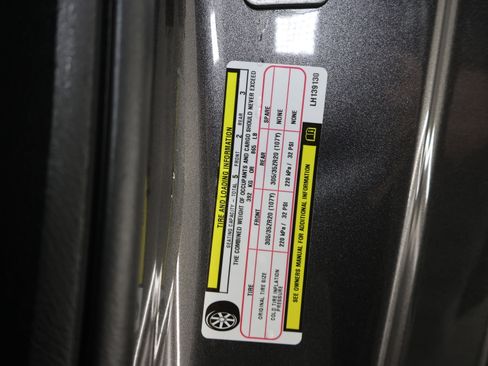 TIRE AND LOADING INFORMATION
SEATING CAPACITY - TOTAL 5 FRONT 2 REAR 3
THE COMBINED WEIGHT OF OCCUPANTS AND CARGO SHOULD NEVER EXCEED
392 KG OR 865 LB
TIRE FRONT REAR SPARE
ORIGINAL TIRE SIZE 305/35ZR20 (107Y) 305/35ZR20 (107Y) NONE
COLD TIRE INFLATION PRESSURE 220 kPa / 32 PSI 220 kPa / 32 PSI NONE
SEE OWNERS MANUAL FOR ADDITIONAL INFORMATION
LH139130